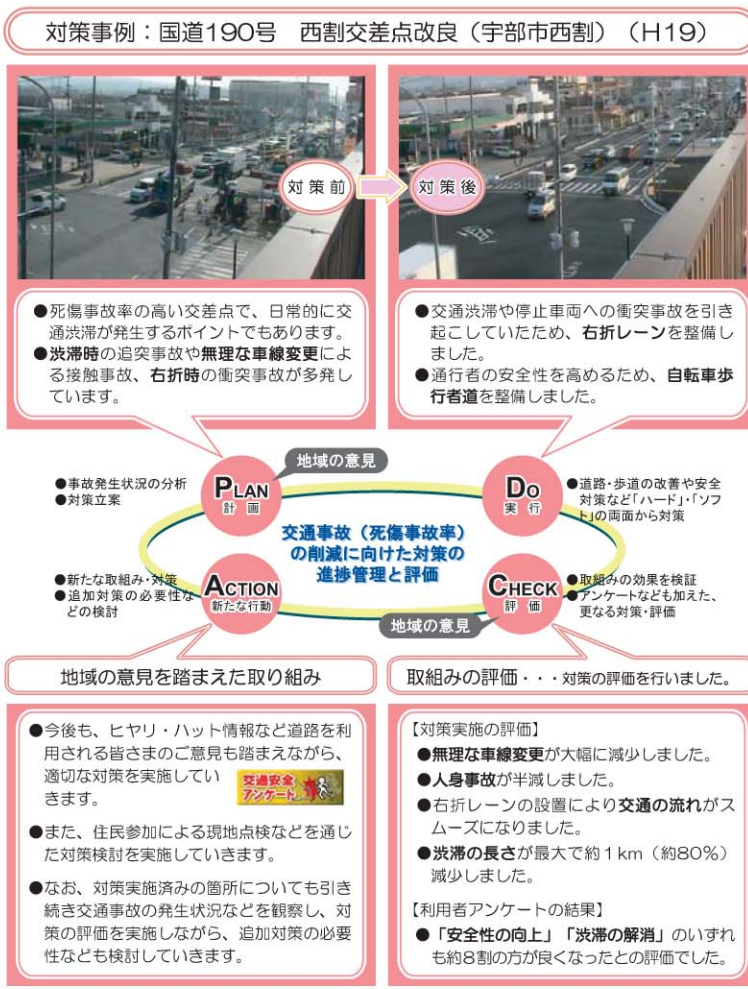 対策事例：国道190号　西割交差点改良（宇部市西割）（H19）
対策前
対策後
●死傷事故率の高い交差点で、日常的に交
通渋滞が発生するポイントでもあります。
●渋滞時の追突事故や無理な車線変更によ
る接触事故、右折時の衝突事故が多発し
ています。
●交通渋滞や停止車両への衝突事故を引き
起こしていたため、右折レーンを整備し
ました。
●通行者の安全性を高めるため、自転車歩
行者道を整備しました。
地域の意見
●事故発生状況の分析
●対策立案
PLAN
計画
DO
実行
●道路・歩道の改善や安全
対策など「ハード」・「ソフ
ト」の両面から対策
交通事故（死傷事故率）
の削減に向けた対策の
進捗管理と評価
●新たな取組み・対策
●追加対策の必要性な
どの検討
ACTION
新たな行動
CHECK
評価
●取組みの効果を検証
●アンケートなども加えた、
更なる対策・評価
地域の意見
地域の意見を踏まえた取り組み
●今後も、ヒヤリ・ハット情報など道路を利
用される皆さまのご意見も踏まえながら、
適切な対策を実施してい
きます。
交通安全
アンケート
●また、住民参加による現地点検などを通じ
た対策検討を実施していきます。
●なお、対策実施済みの箇所についても引き
続き交通事故の発生状況などを観察し、対
策の評価を実施しながら、追加対策の必要
性なども検討していきます。
取組みの評価・・・対策の評価を行いました。
【対策実施の評価】
●無理な車線変更が大幅に減少しました。
●人身事故が半減しました。
●右折レーンの設置により交通の流れがス
ムーズになりました。
●渋滞の長さが最大で約1km（約80%）
減少しました。
【利用者アンケートの結果】
●「安全性の向上」「渋滞の解消」のいずれ
も約8割の方が良くなったとの評価でした。